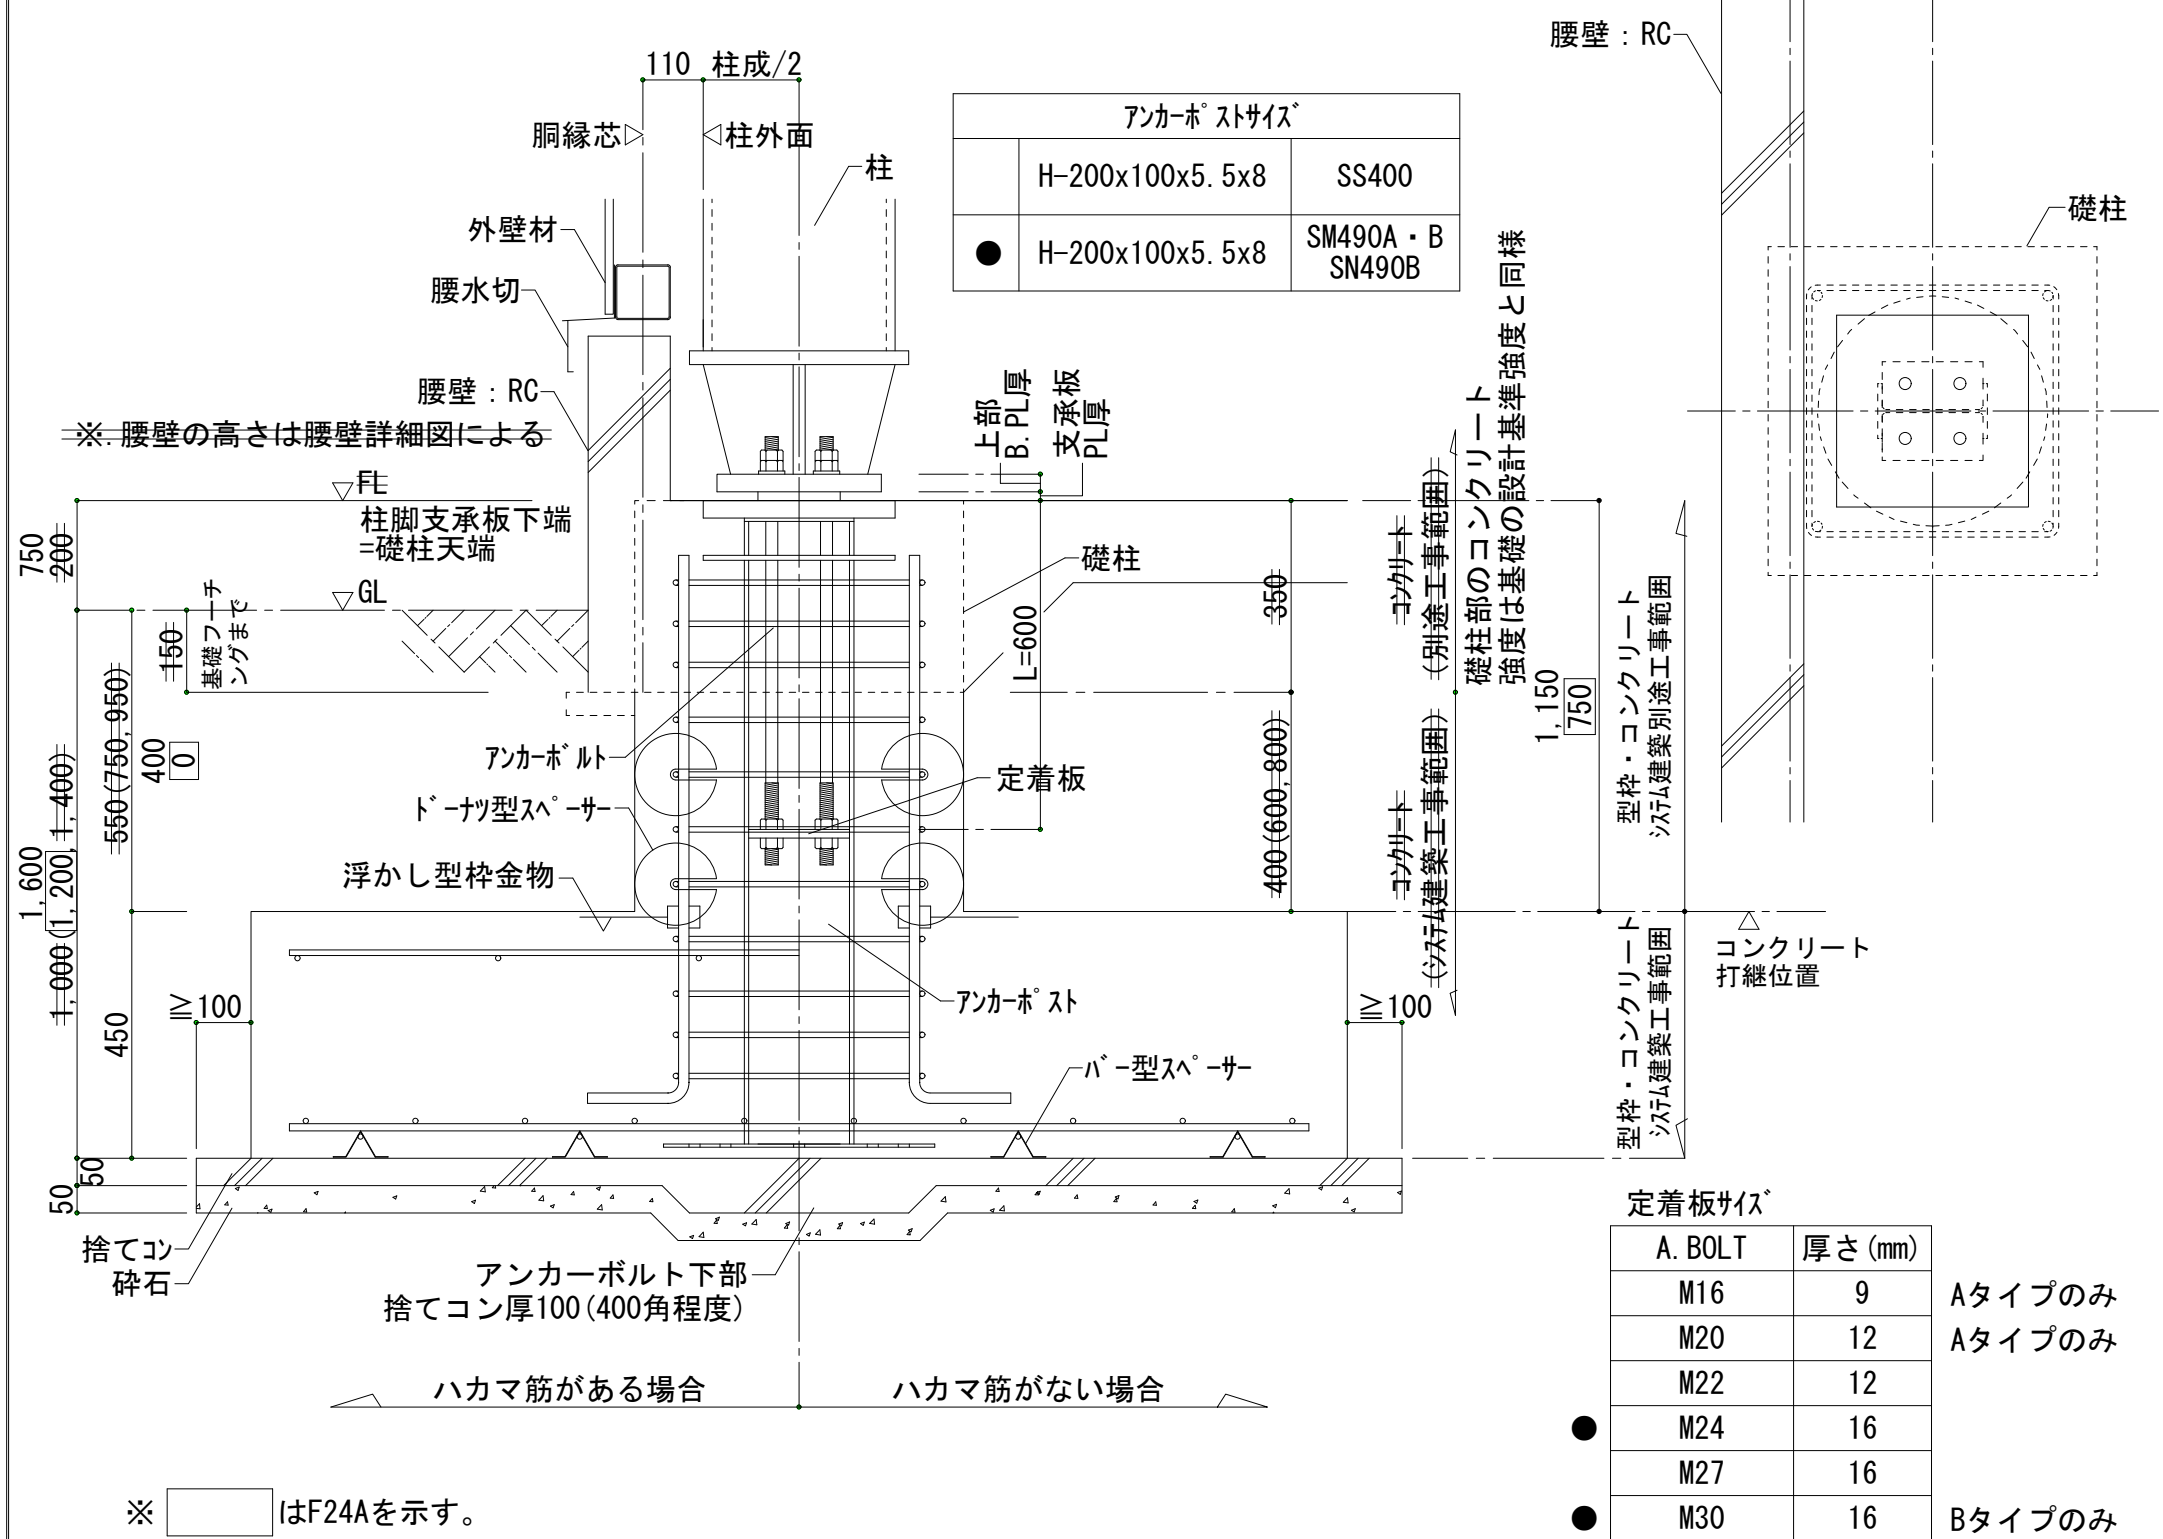 腰壁：RC
110 柱成/2
胴縁芯
柱外面
柱
アンカーポストサイズ
H-200x100x5.5x8 SS400
● H-200x100x5.5x8 SM490A・B
SN490B
外壁材
腰水切
腰壁：RC
※.腰壁の高さは腰壁詳細図による
礎柱
上部
B.PL厚
支承板
PL厚
FL
柱脚支承板下端
=礎柱天端
750
200
GL
150
基礎フーチ
ングまで
550(750,950)
400
0
1,600
1,000(1,200,1,400)
450
50
50
≧100
礎柱
L=600
350
400(600,800)
コンクリート
(別途工事範囲)
コンクリート
(システム建築工事範囲)
礎柱部のコンクリート
強度は基礎の設計基準強度と同様
1,150
750
型枠・コンクリート
システム建築別途工事範囲
型枠・コンクリート
システム建築工事範囲
コンクリート
打継位置
アンカーボルト
ドーナツ型スペーサー
浮かし型枠金物
定着板
アンカーポスト
≧100
バー型スペーサー
捨てコン
砕石
アンカーボルト下部
捨てコン厚100(400角程度)
ハカマ筋がある場合
ハカマ筋がない場合
※ はF24Aを示す。
定着板サイズ
A.BOLT 厚さ(mm)
M16 9 Aタイプのみ
M20 12 Aタイプのみ
M22 12
● M24 16
M27 16
● M30 16 Bタイプのみ